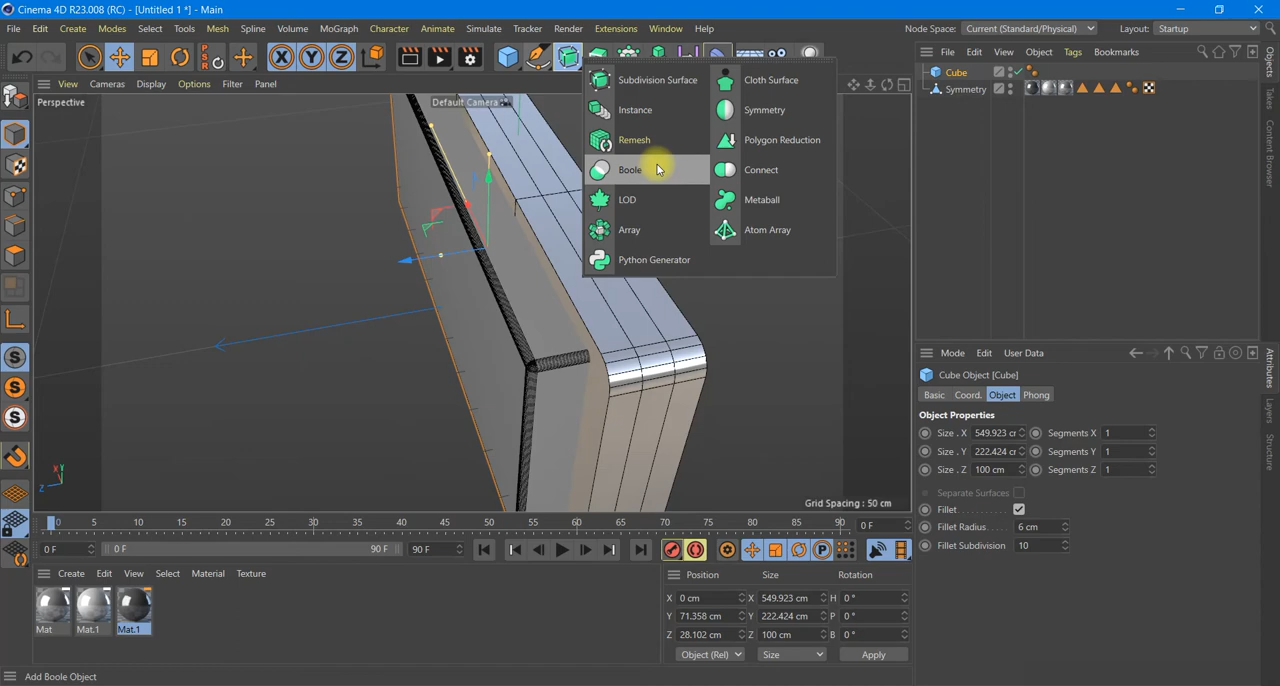 Cinema 4D R23.008 (RC) - [Untitled 1 *] - Main
File Edit Create Modes Select Tools Mesh Spline Volume MoGraph Character Animate Simulate Tracker Render Extensions Window Help
Node Space: Current (Standard/Physical) Layout: Startup
View Cameras Display Options Filter Panel
Perspective
Default Camera
Subdivision Surface
Instance
Remesh
Boole
LOD
Array
Python Generator
Cloth Surface
Symmetry
Polygon Reduction
Connect
Metaball
Atom Array
Grid Spacing : 50 cm
X Y Z
File Edit View Object Tags Bookmarks
Cube
Symmetry
Objects
Takes
Content Browser
Mode Edit User Data
Cube Object [Cube]
Basic Coord. Object Phong
Object Properties
Size . X 549.923 cr Segments X 1
Size . Y 222.424 cr Segments Y 1
Size . Z 100 cm Segments Z 1
Separate Surfaces
Fillet
Fillet Radius 6 cm
Fillet Subdivision 10
Attributes
Layers
Structure
0 5 10 15 20 25 30 35 40 45 50 55 60 65 70 75 80 85 90 0 F
0 F 0 F 90 F 90 F
Create Edit View Select Material Texture
Mat
Mat.1
Mat.1
Position Size Rotation
X 0 cm X 549.923 cm H 0 °
Y 71.358 cm Y 222.424 cm P 0 °
Z 28.102 cm Z 100 cm B 0 °
Object (Rel) Size Apply
Add Boole Object